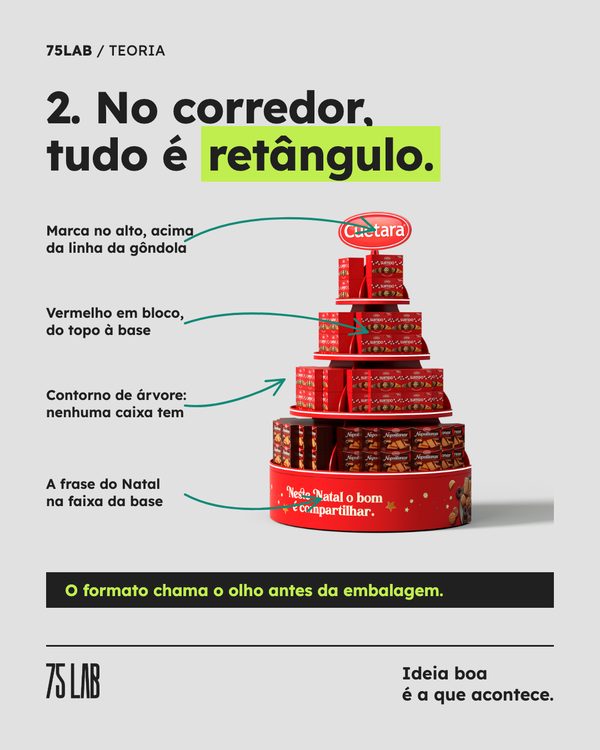 75LAB / TEORIA
2. No corredor,
tudo é retângulo.
Marca no alto, acima
da linha da gôndola
Cuétara
Vermelho em bloco,
do topo à base
Contorno de árvore:
nenhuma caixa tem
A frase do Natal
na faixa da base
Napolitanas
Neste Natal o bom
é compartilhar.
O formato chama o olho antes da embalagem.
75 LAB
Ideia boa
é a que acontece.